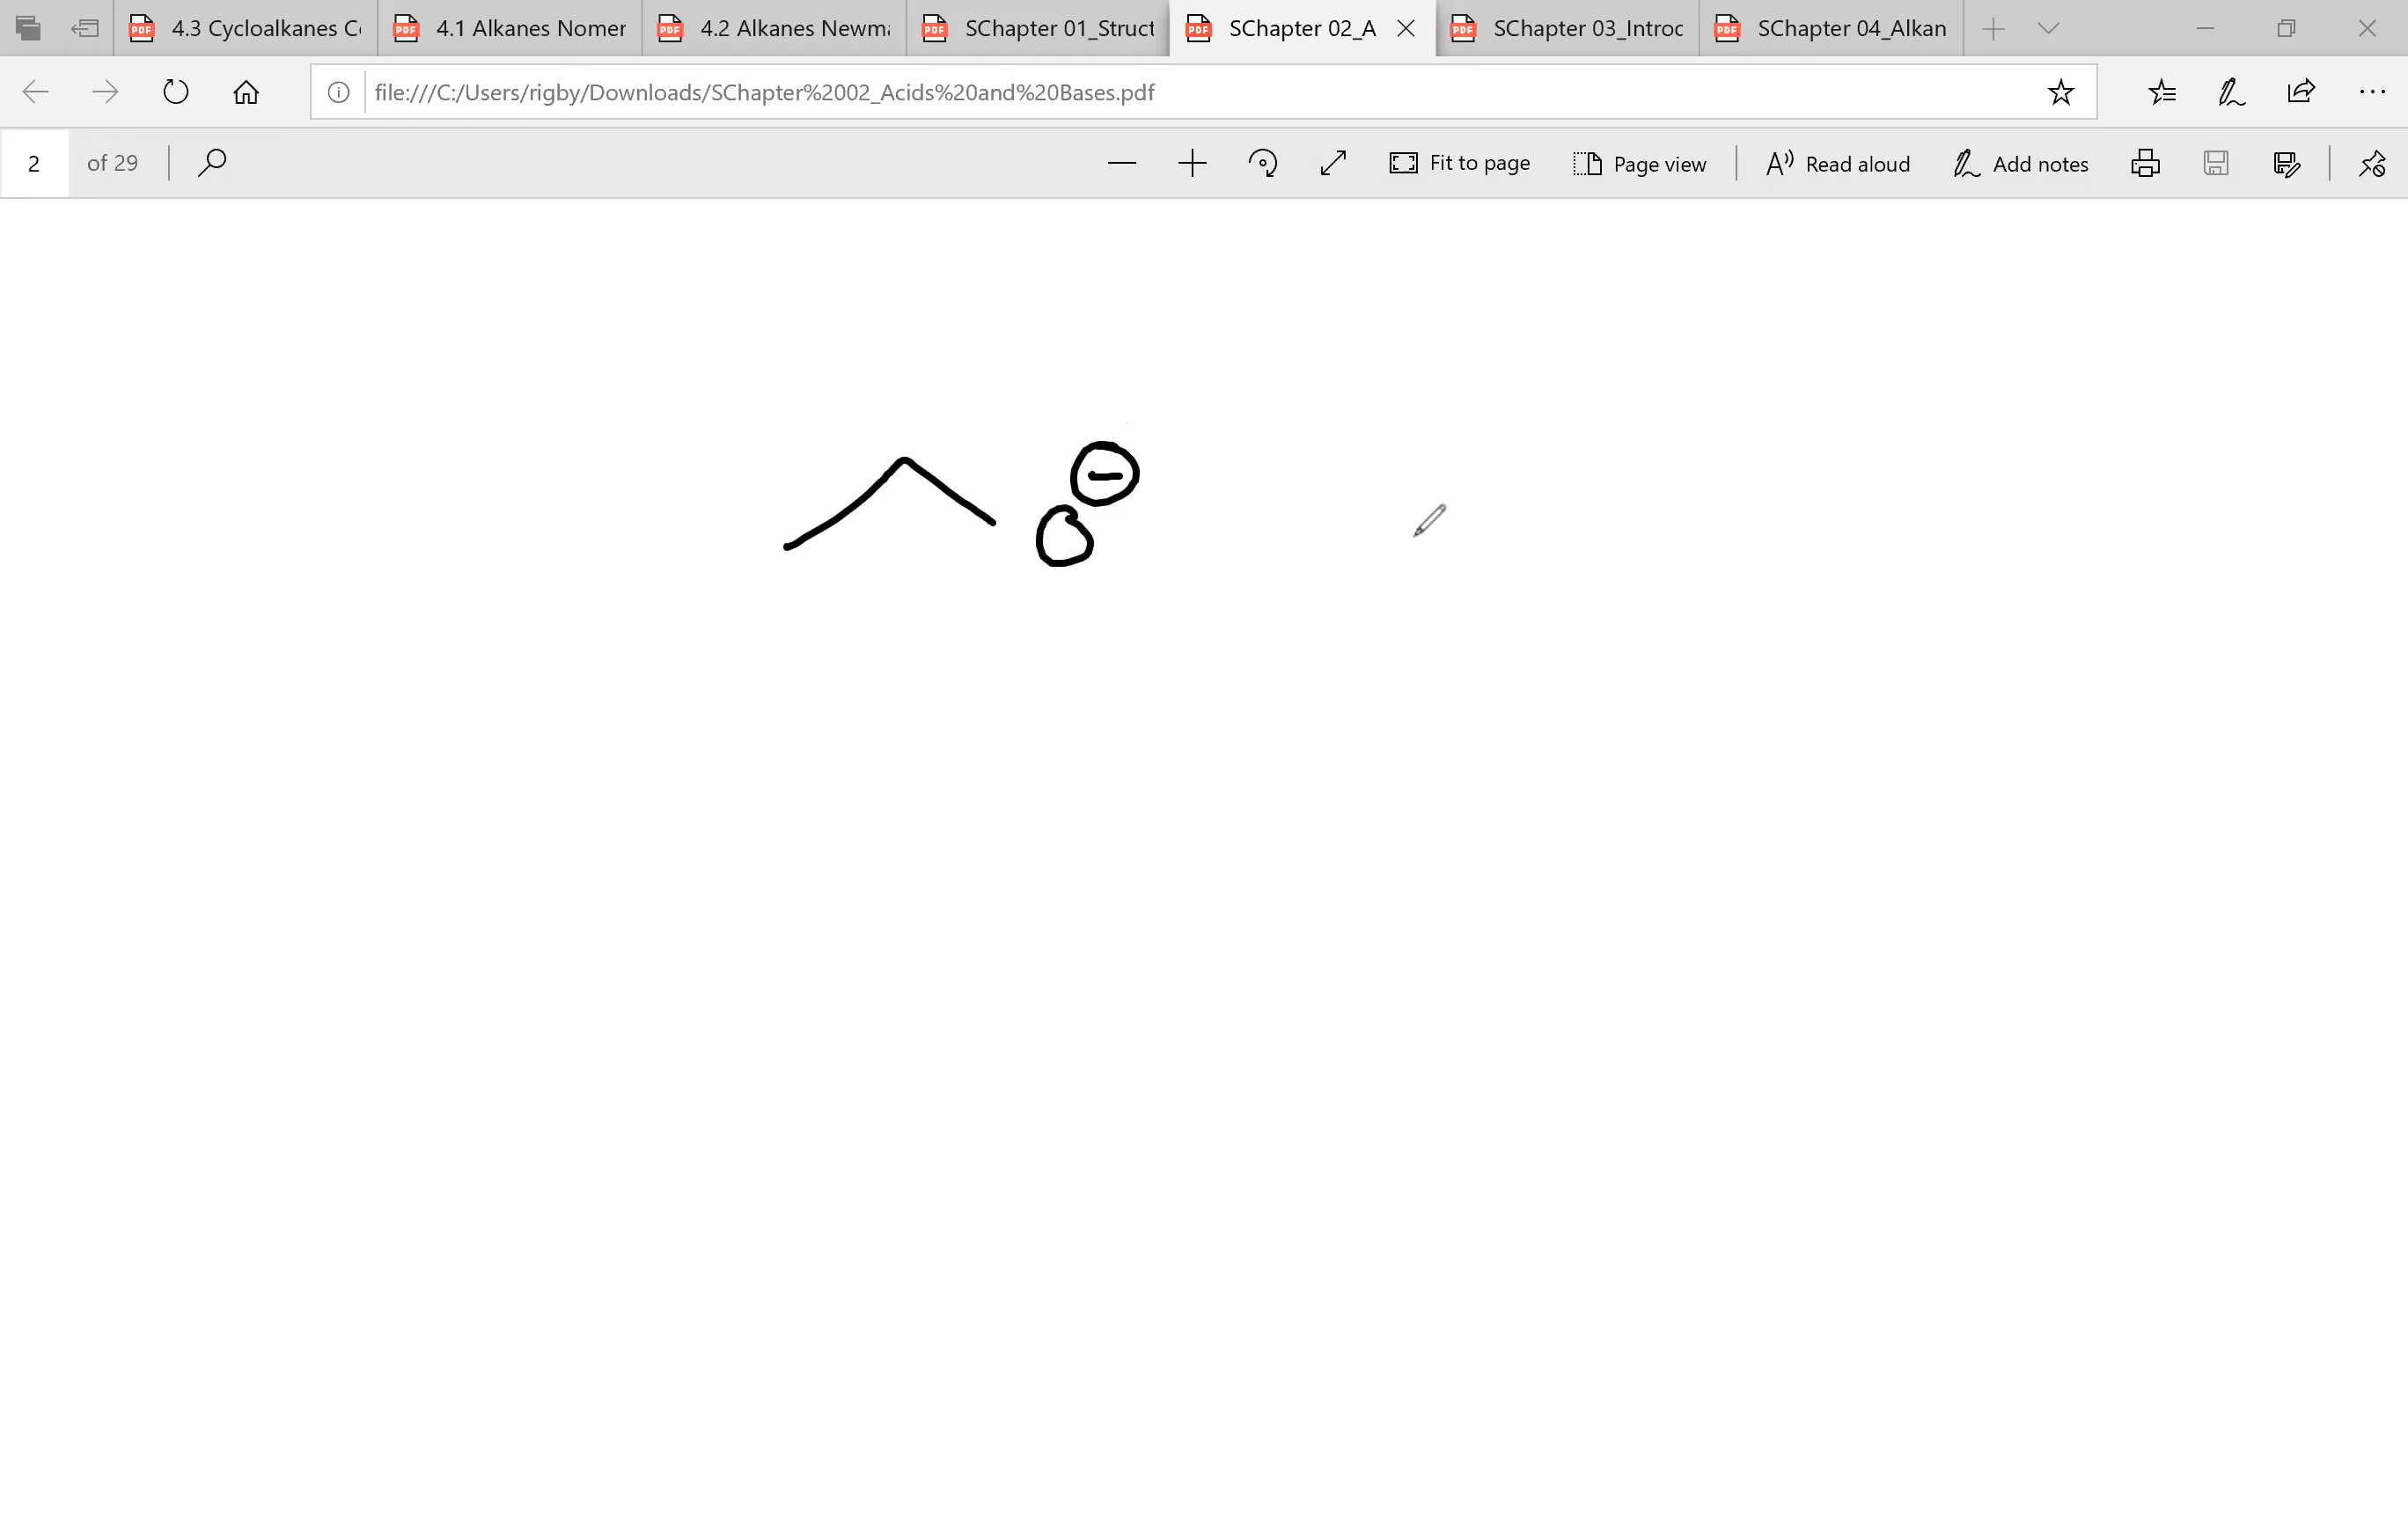 4.3 Cycloalkanes C
4.1 Alkanes Nomer
4.2 Alkanes Newma
SChapter 01_Struct
SChapter 02_A
SChapter 03_Introc
SChapter 04_Alkan
file:///C:/Users/rigby/Downloads/SChapter%2002_Acids%20and%20Bases.pdf
2 of 29
Fit to page
Page view
A Read aloud
Add notes
⊖
O